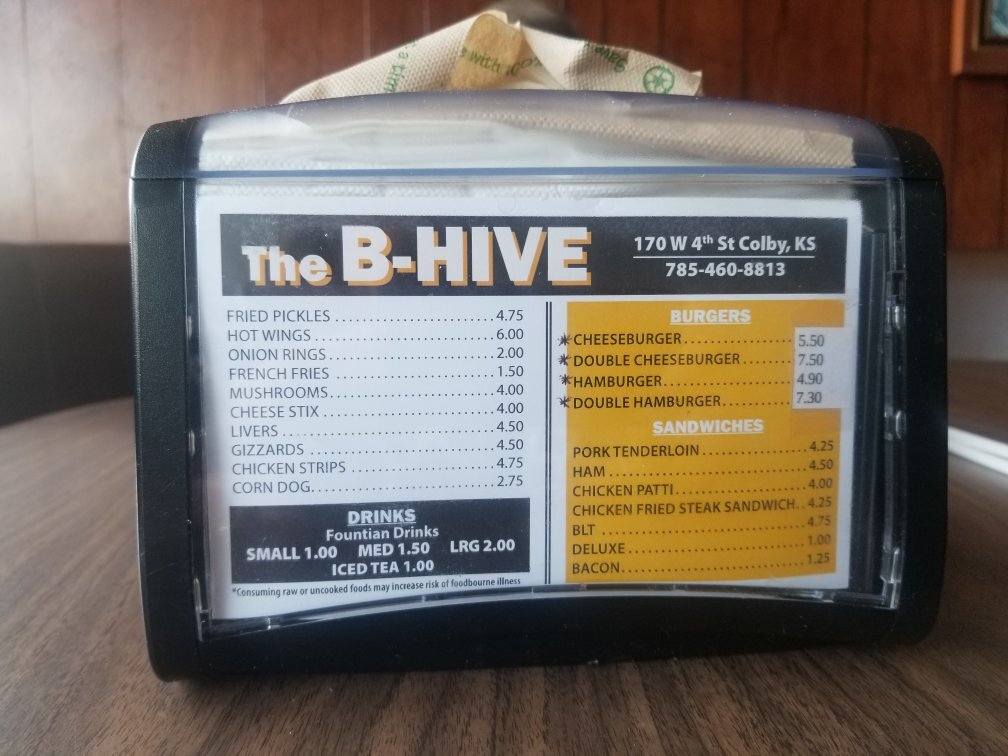 a tim
with 100%
The B-HIVE
170 W 4th St Colby, KS
785-460-8813
FRIED PICKLES 4.75
HOT WINGS 6.00
ONION RINGS 2.00
FRENCH FRIES 1.50
MUSHROOMS 4.00
CHEESE STIX 4.00
LIVERS 4.50
GIZZARDS 4.50
CHICKEN STRIPS 4.75
CORN DOG 2.75
DRINKS
Fountian Drinks
SMALL 1.00 MED 1.50 LRG 2.00
ICED TEA 1.00
*Consuming raw or uncooked foods may increase risk of foodbourne illness
BURGERS
*CHEESEBURGER 5.50
*DOUBLE CHEESEBURGER 7.50
*HAMBURGER 4.90
*DOUBLE HAMBURGER 7.30
SANDWICHES
PORK TENDERLOIN 4.25
HAM 4.50
CHICKEN PATTI 4.00
CHICKEN FRIED STEAK SANDWICH 4.25
BLT 4.75
DELUXE 1.00
BACON 1.25